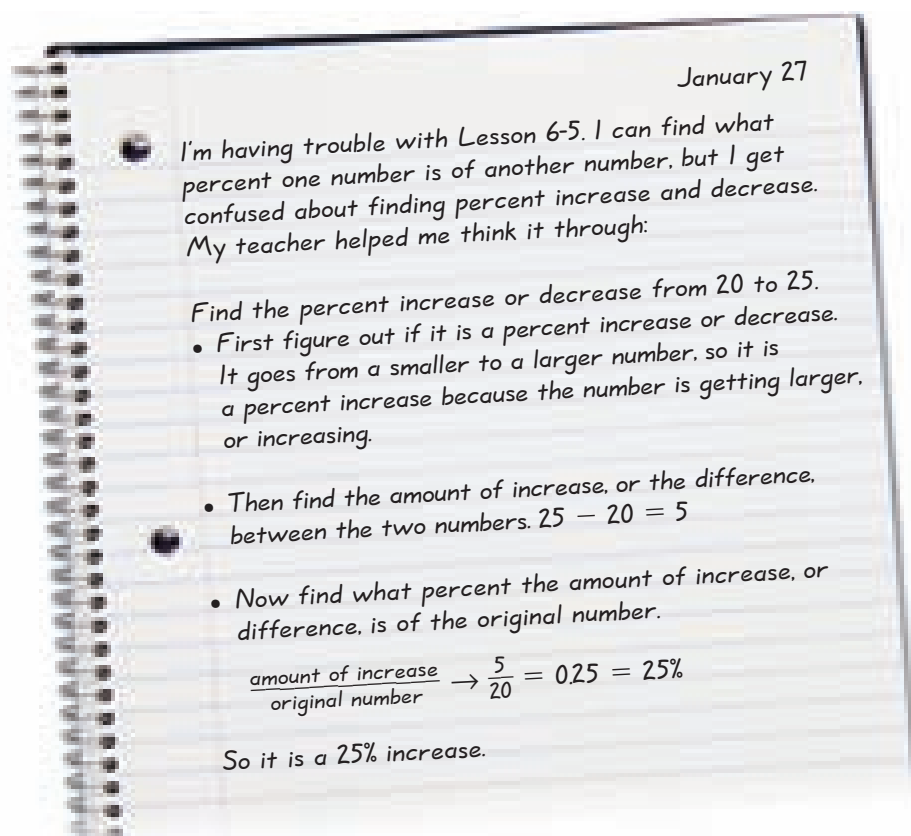 January 27
I'm having trouble with Lesson 6-5. I can find what
percent one number is of another number, but I get
confused about finding percent increase and decrease.
My teacher helped me think it through:
Find the percent increase or decrease from 20 to 25.
• First figure out if it is a percent increase or decrease.
It goes from a smaller to a larger number, so it is
a percent increase because the number is getting larger,
or increasing.
• Then find the amount of increase, or the difference,
between the two numbers. 25 − 20 = 5
• Now find what percent the amount of increase, or
difference, is of the original number.
amount of increase / original number → 5/20 = 0.25 = 25%
So it is a 25% increase.